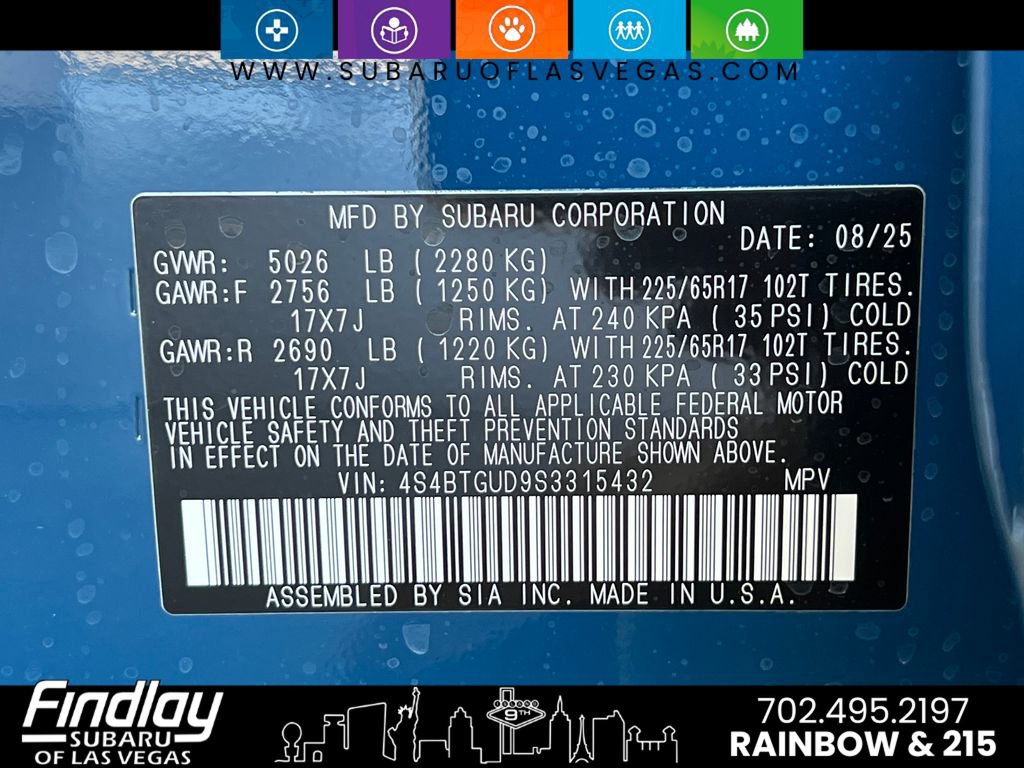 WWW.SUBARUOFLASVEGAS.COM
MFD BY SUBARU CORPORATION
DATE: 08/25
GVWR: 5026 LB ( 2280 KG)
GAWR:F 2756 LB ( 1250 KG) WITH 225/65R17 102T TIRES.
17X7J RIMS. AT 240 KPA ( 35 PSI) COLD
GAWR:R 2690 LB ( 1220 KG) WITH 225/65R17 102T TIRES.
17X7J RIMS. AT 230 KPA ( 33 PSI) COLD
THIS VEHICLE CONFORMS TO ALL APPLICABLE FEDERAL MOTOR
VEHICLE SAFETY AND THEFT PREVENTION STANDARDS
IN EFFECT ON THE DATE OF MANUFACTURE SHOWN ABOVE.
VIN: 4S4BTGUD9S3315432 MPV
ASSEMBLED BY SIA INC. MADE IN U.S.A.
Findlay
SUBARU
OF LAS VEGAS
9TH
702.495.2197
RAINBOW & 215